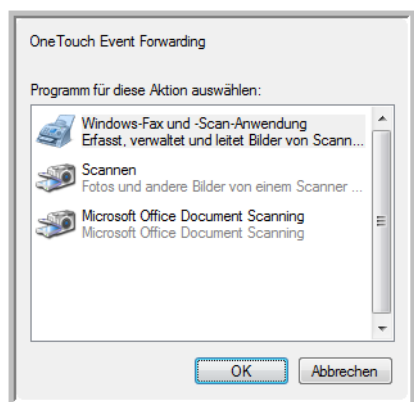 OneTouch Event Forwarding
Programm für diese Aktion auswählen:
Windows-Fax und -Scan-Anwendung
Erfasst, verwaltet und leitet Bilder von Scann...
Scannen
Fotos und andere Bilder von einem Scanner ...
Microsoft Office Document Scanning
Microsoft Office Document Scanning
OK Abbrechen